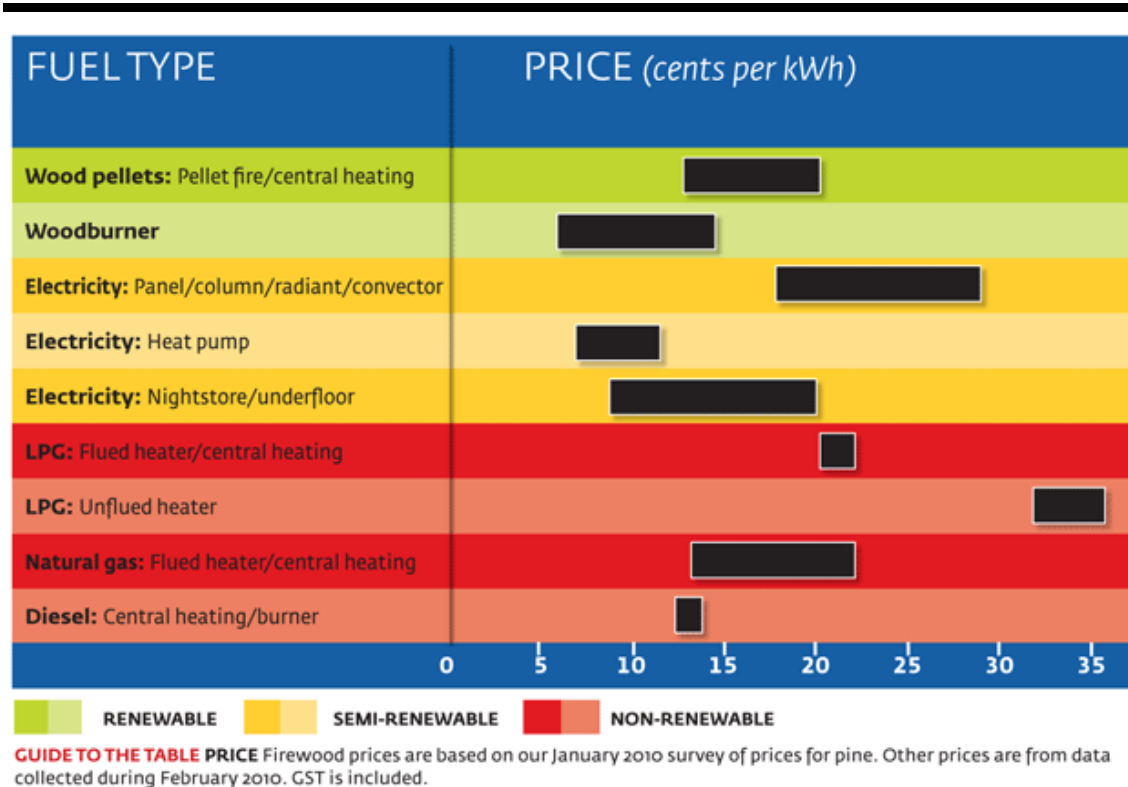 FUEL TYPE
PRICE (cents per kWh)
Wood pellets: Pellet fire/central heating
Woodburner
Electricity: Panel/column/radiant/convector
Electricity: Heat pump
Electricity: Nightstore/underfloor
LPG: Flued heater/central heating
LPG: Unflued heater
Natural gas: Flued heater/central heating
Diesel: Central heating/burner
0 5 10 15 20 25 30 35
RENEWABLE SEMI-RENEWABLE NON-RENEWABLE
GUIDE TO THE TABLE PRICE Firewood prices are based on our January 2010 survey of prices for pine. Other prices are from data
collected during February 2010. GST is included.